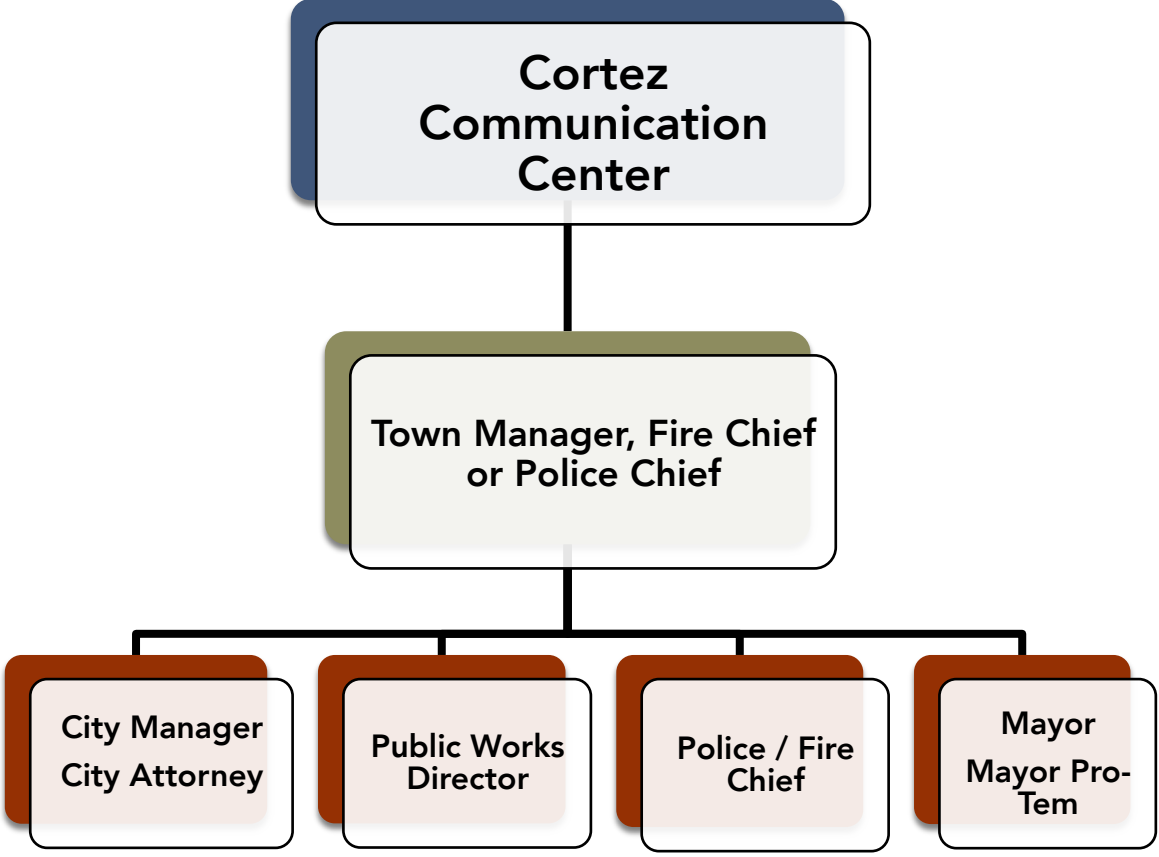 Cortez
Communication
Center
Town Manager, Fire Chief
or Police Chief
City Manager
City Attorney
Public Works
Director
Police / Fire
Chief
Mayor
Mayor Pro-
Tem